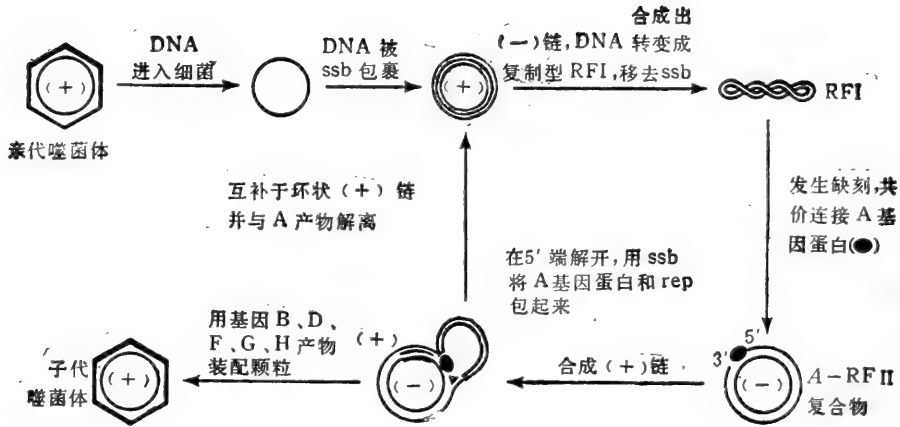 DNA
进入细菌
DNA 被
ssb 包裹
合成出
(—)链,DNA 转变成
复制型 RFI,移去ssb
(+)
(+)
RFI
亲代噬菌体
互补于环状(+)链
并与 A 产物解离
发生缺刻,共
价连接 A 基
因蛋白(●)
在5′端解开,用 ssb
将 A基因蛋白和rep
包起来
用基因 B、D、
F、G、H 产物
装配颗粒
(+)
子代
噬菌体
(+)
(—)
合成(+)链
3′
5′
(—)
A—RFⅡ
复合物